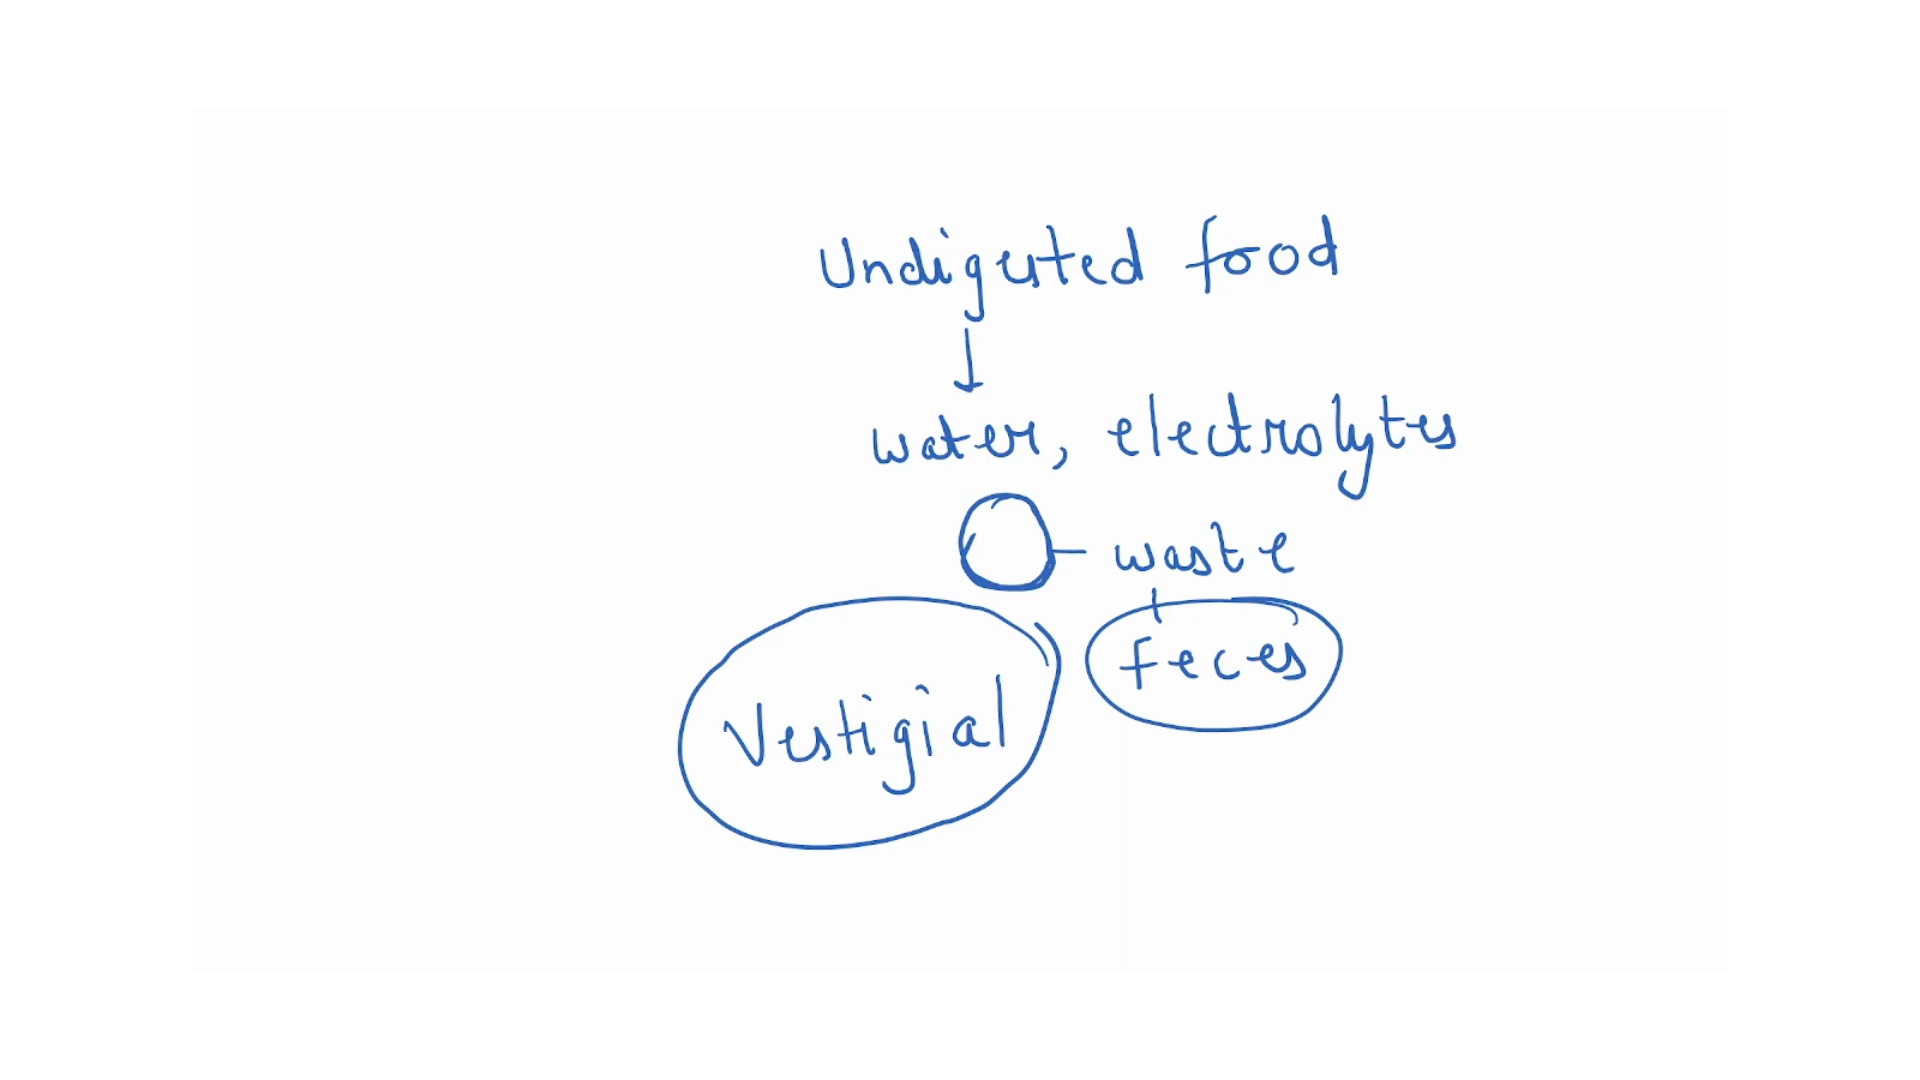 Undigested food
water, electrolytes
waste
feces
Vestigial